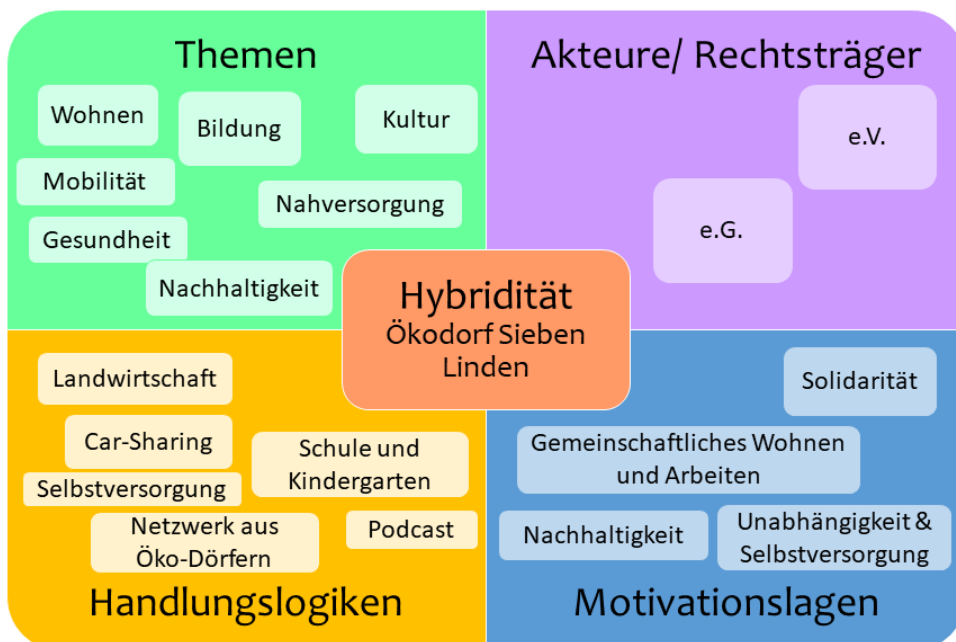 Themen
Wohnen
Bildung
Kultur
Mobilität
Nahversorgung
Gesundheit
Nachhaltigkeit
Akteure/ Rechtsträger
e.V.
e.G.
Hybridität
Ökodorf Sieben
Linden
Landwirtschaft
Car-Sharing
Schule und
Kindergarten
Selbstversorgung
Netzwerk aus
Öko-Dörfern
Podcast
Handlungslogiken
Solidarität
Gemeinschaftliches Wohnen
und Arbeiten
Nachhaltigkeit
Unabhängigkeit &
Selbstversorgung
Motivationslagen